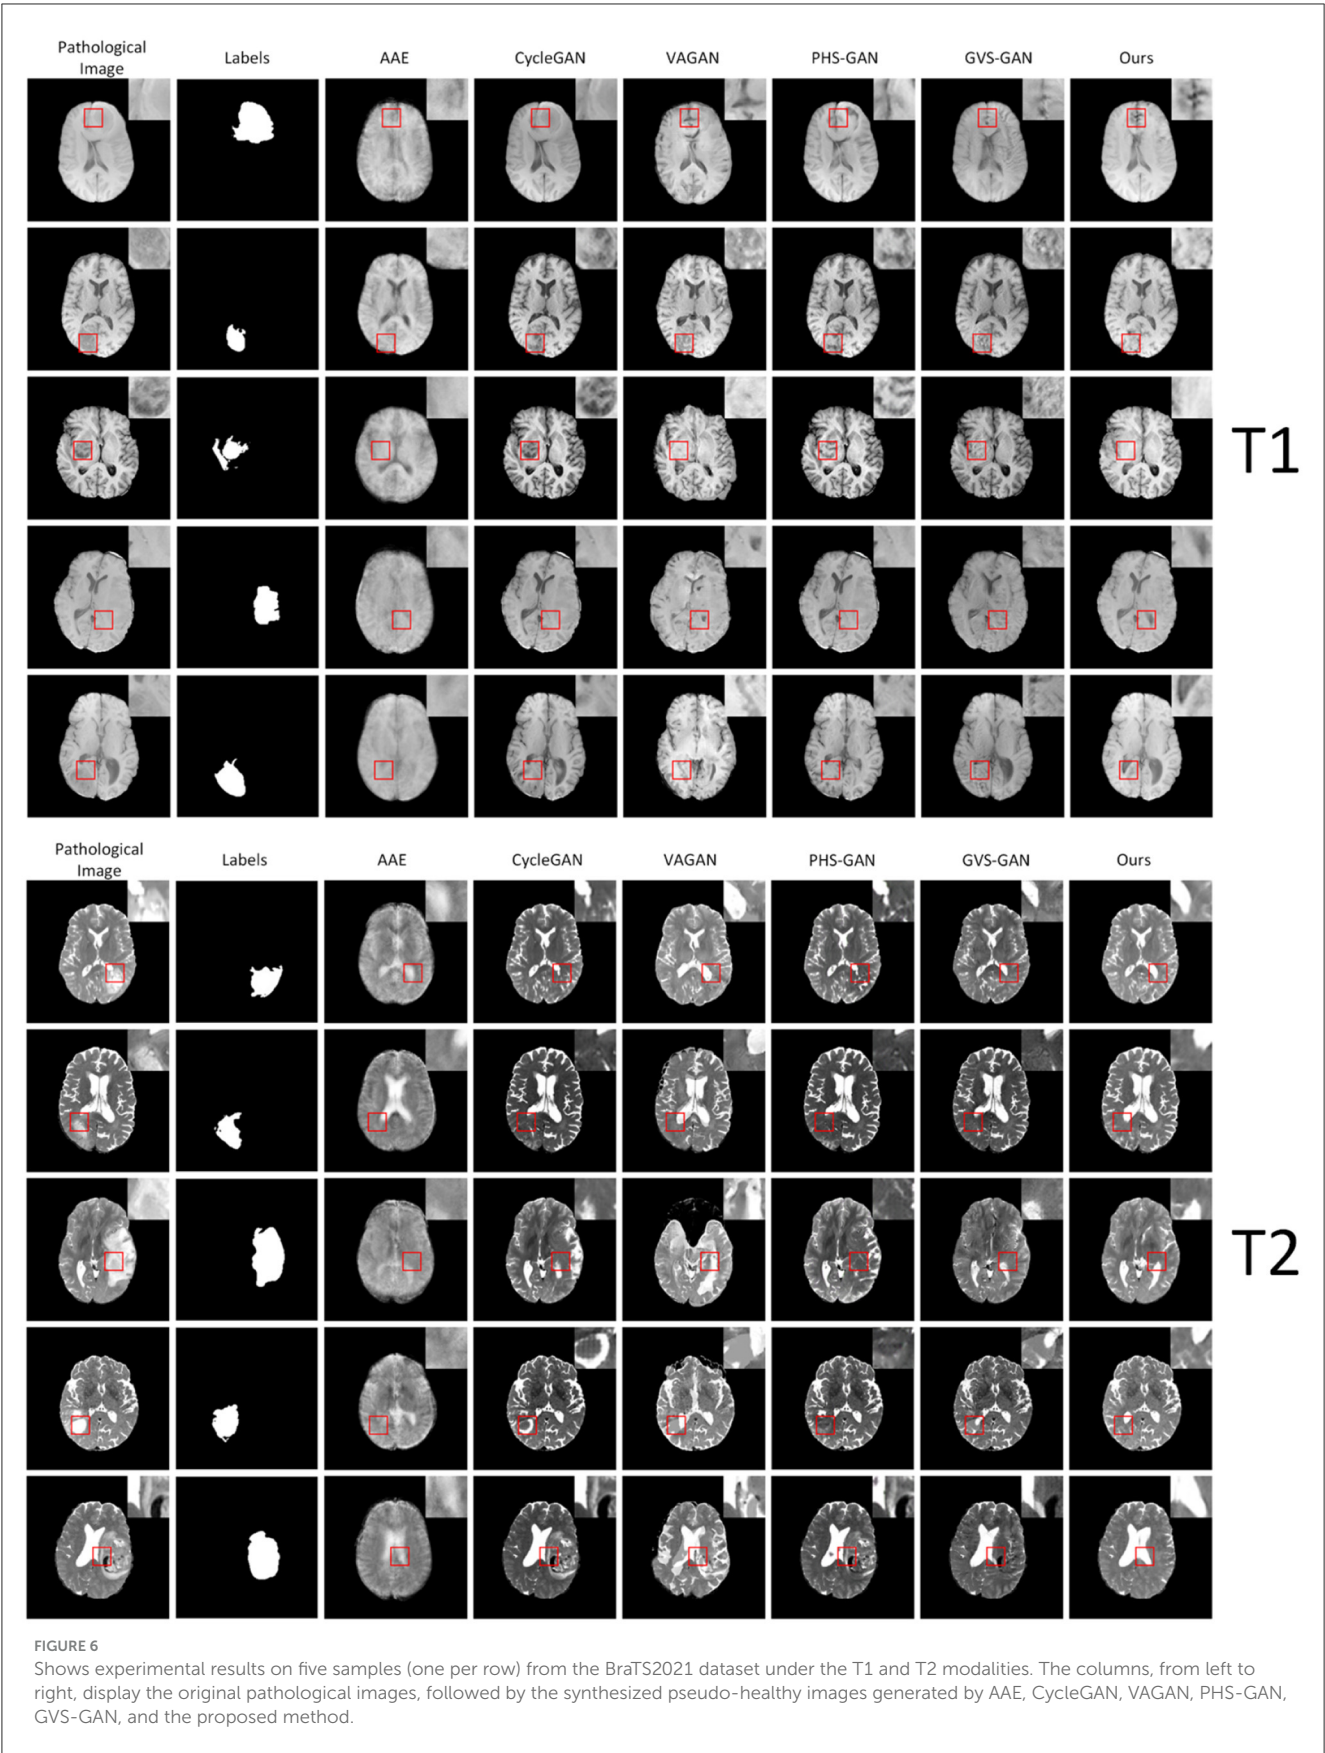 Pathological
Image
Labels
AAE
CycleGAN
VAGAN
PHS-GAN
GVS-GAN
Ours
T1
Pathological
Image
Labels
AAE
CycleGAN
VAGAN
PHS-GAN
GVS-GAN
Ours
T2
FIGURE 6
Shows experimental results on five samples (one per row) from the BraTS2021 dataset under the T1 and T2 modalities. The columns, from left to
right, display the original pathological images, followed by the synthesized pseudo-healthy images generated by AAE, CycleGAN, VAGAN, PHS-GAN,
GVS-GAN, and the proposed method.